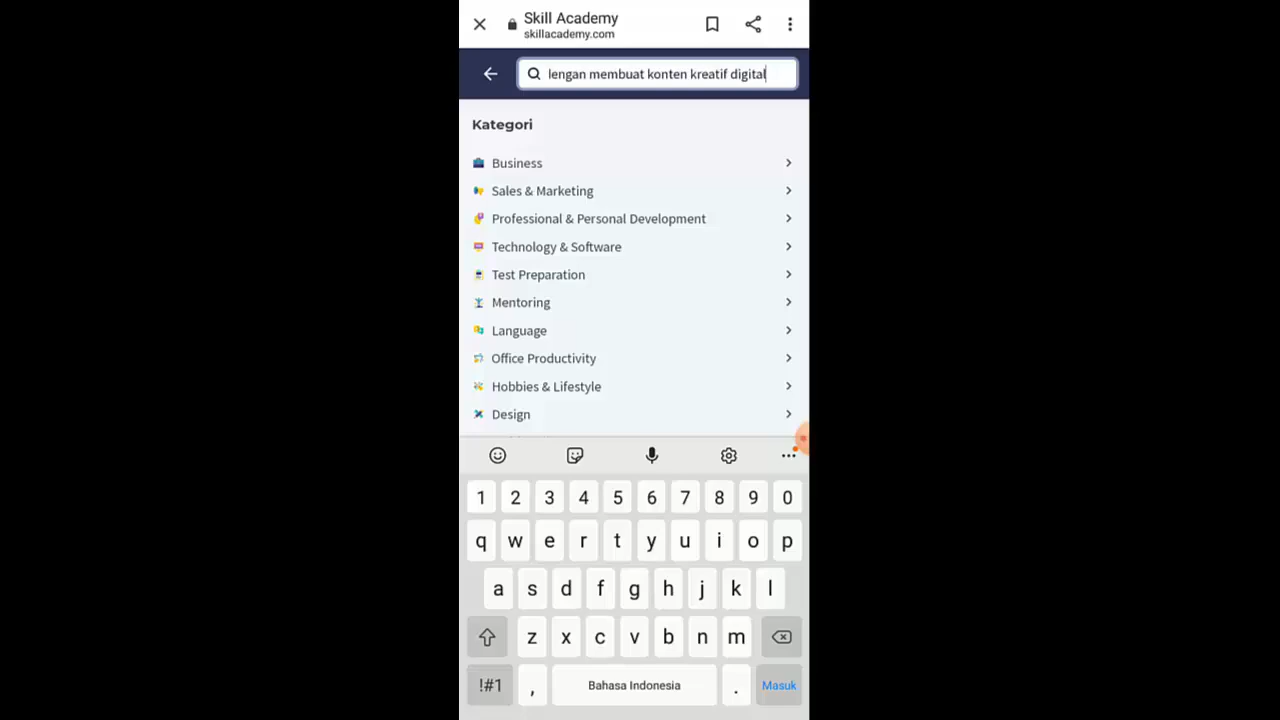 Skill Academy
skillacademy.com
lengan membuat konten kreatif digital
Kategori
Business
Sales & Marketing
Professional & Personal Development
Technology & Software
Test Preparation
Mentoring
Language
Office Productivity
Hobbies & Lifestyle
Design
1 2 3 4 5 6 7 8 9 0
q w e r t y u i o p
a s d f g h j k l
z x c v b n m
!#1 , Bahasa Indonesia . Masuk